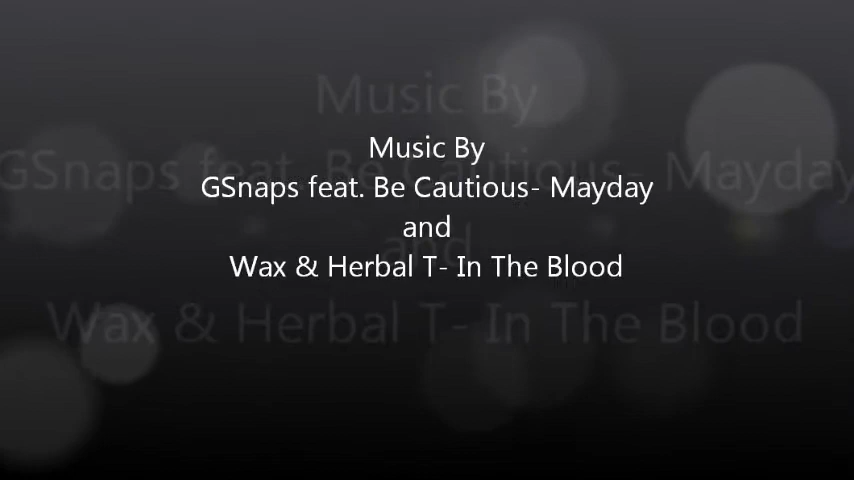 Music By
GSnaps feat. Be Cautious- Mayday
and
Wax & Herbal T- In The Blood